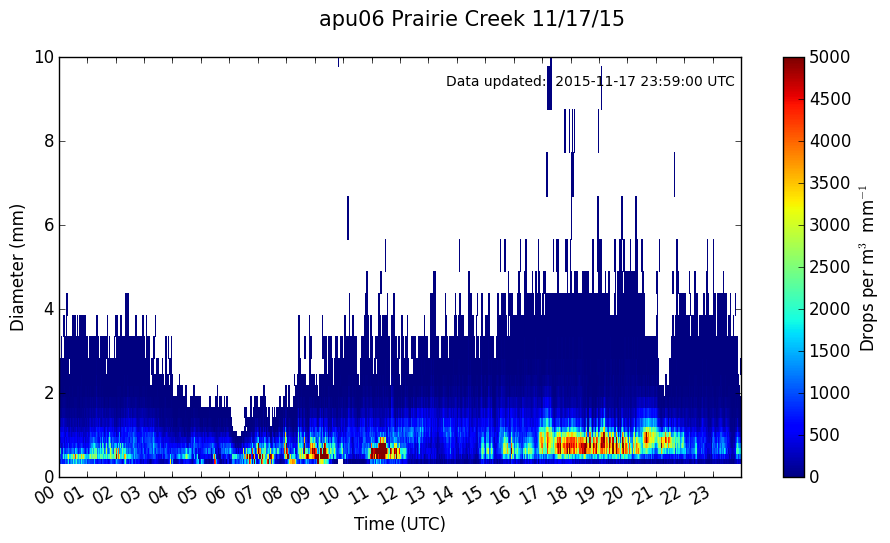 apu06 Prairie Creek 11/17/15
Data updated:: 2015-11-17 23:59:00 UTC
10
8
6
4
2
0
Diameter (mm)
00 01 02 03 04 05 06 07 08 09 10 11 12 13 14 15 16 17 18 19 20 21 22 23
Time (UTC)
5000
4500
4000
3500
3000
2500
2000
1500
1000
500
0
Drops per m³ mm⁻¹